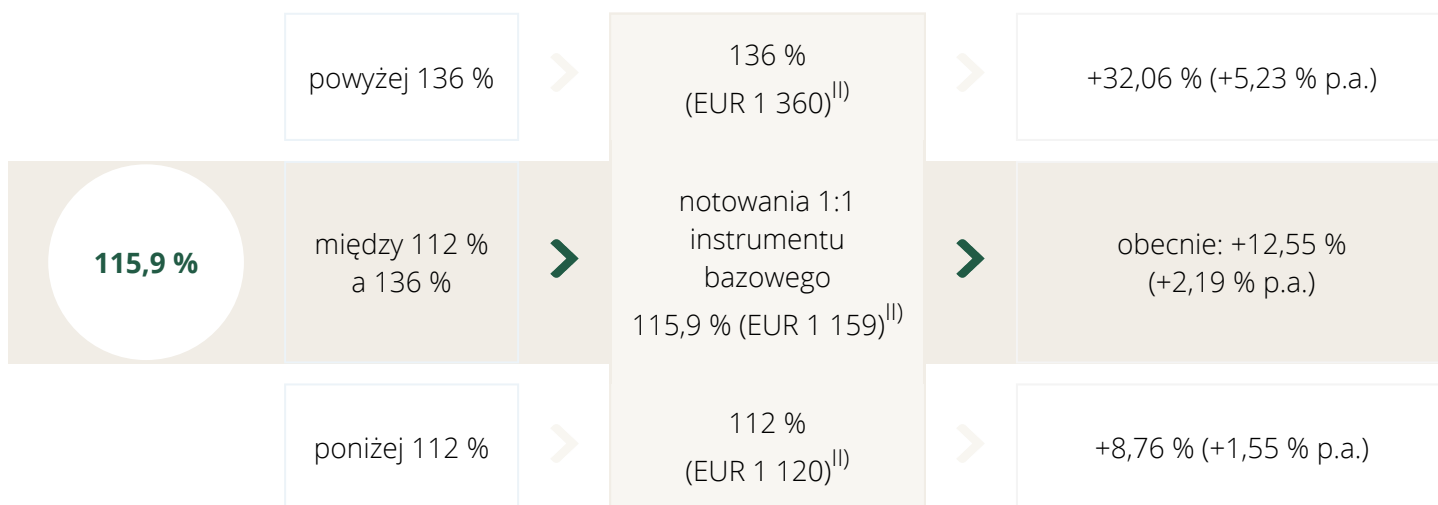 powyżej 136 %
136 %
(EUR 1 360)II)
+32,06 % (+5,23 % p.a.)
115,9 %
między 112 %
a 136 %
notowania 1:1
instrumentu
bazowego
115,9 % (EUR 1 159)II)
obecnie: +12,55 %
(+2,19 % p.a.)
poniżej 112 %
112 %
(EUR 1 120)II)
+8,76 % (+1,55 % p.a.)